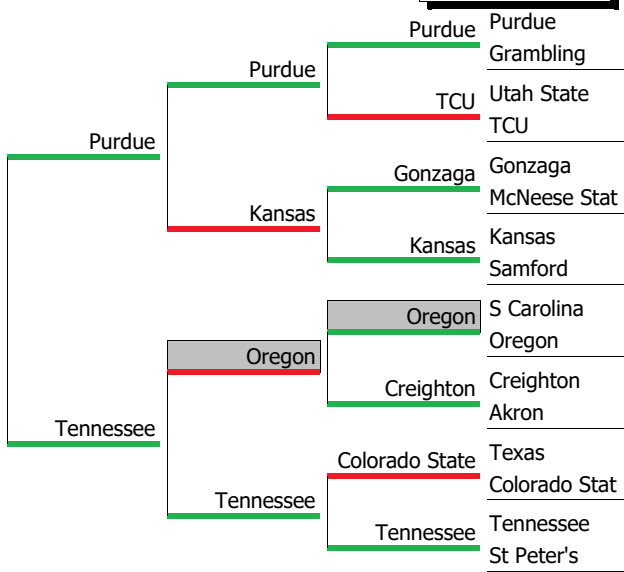 Purdue
Purdue
Grambling
Purdue
TCU
Utah State
TCU
Purdue
Gonzaga
Gonzaga
McNeese Stat
Kansas
Kansas
Kansas
Samford
Oregon
S Carolina
Oregon
Oregon
Creighton
Creighton
Akron
Tennessee
Colorado State
Texas
Colorado Stat
Tennessee
Tennessee
Tennessee
St Peter's